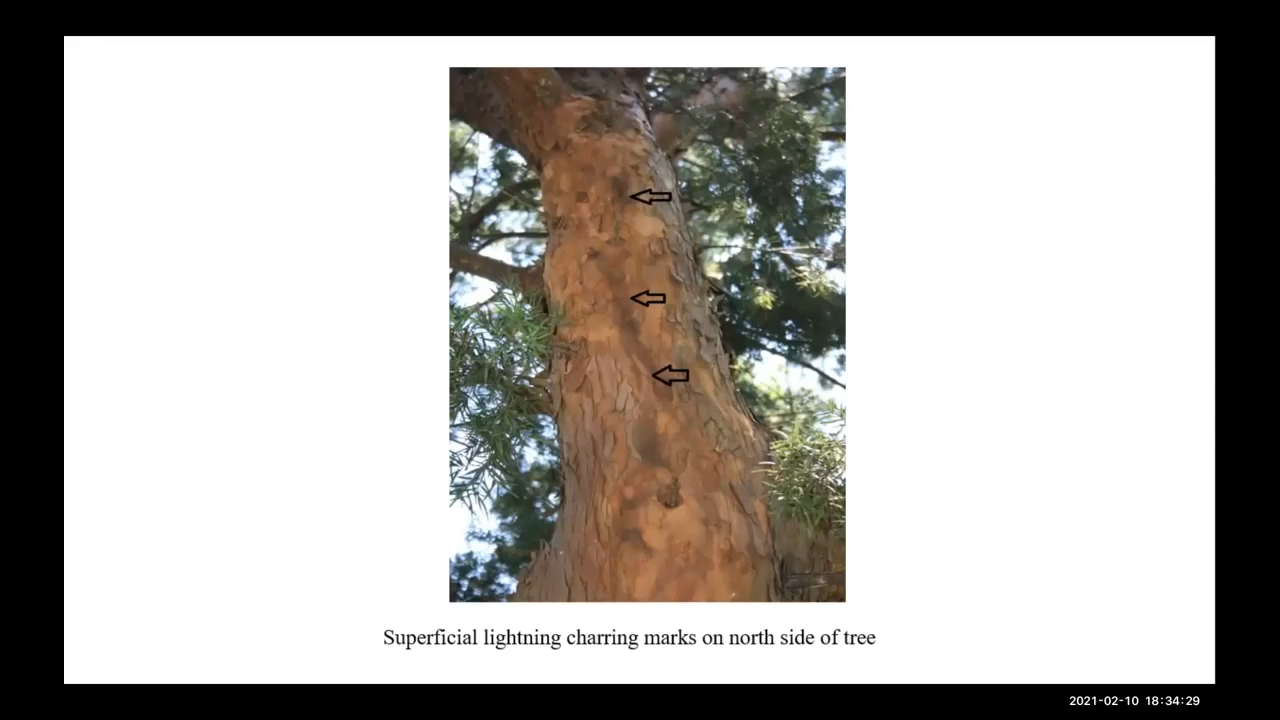 Superficial lightning charring marks on north side of tree
2021-02-10 18:34:29